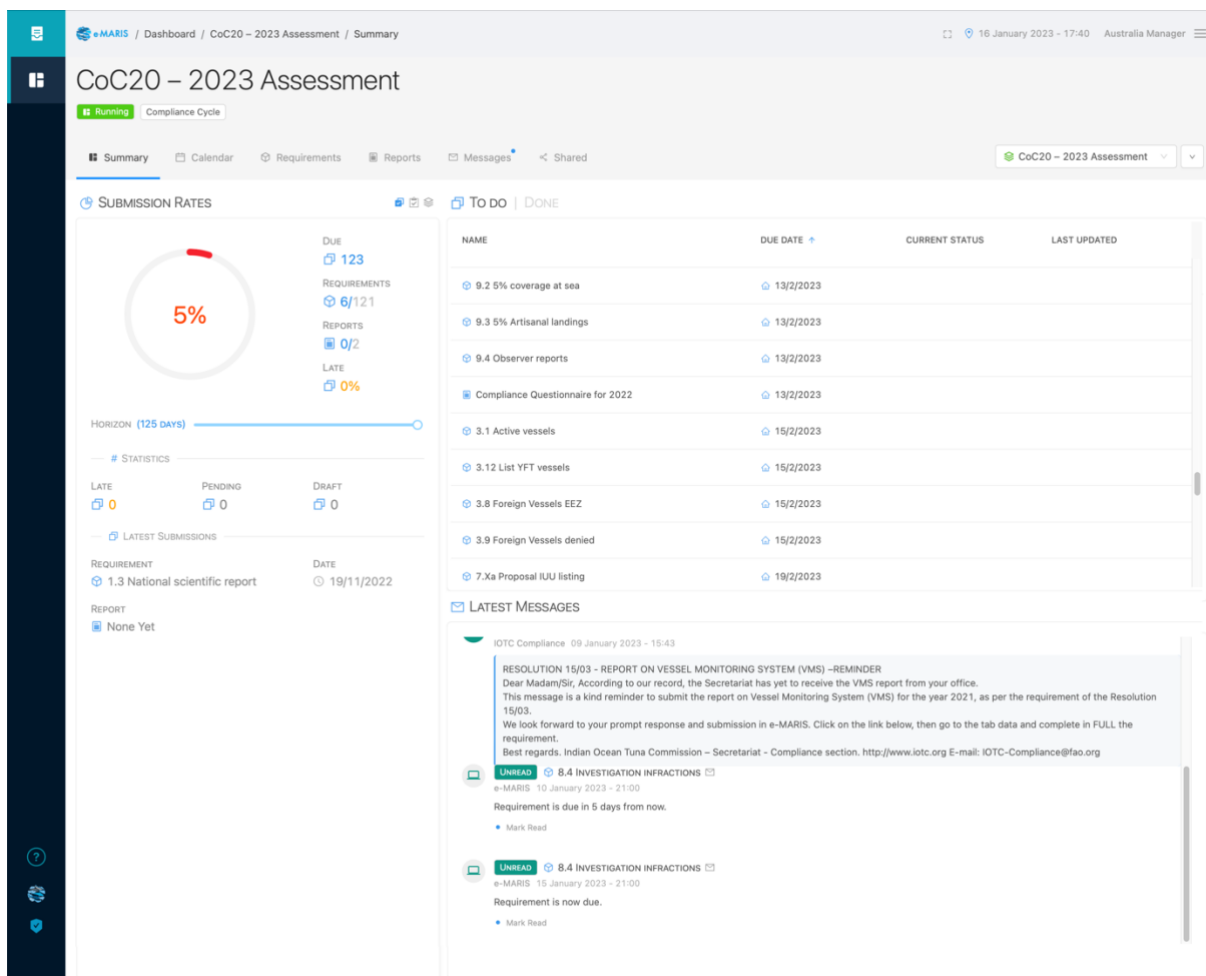 e-MARIS / Dashboard / CoC20 – 2023 Assessment / Summary
16 January 2023 - 17:40 Australia Manager
CoC20 – 2023 Assessment
Running Compliance Cycle
Summary Calendar Requirements Reports Messages Shared
CoC20 – 2023 Assessment
SUBMISSION RATES
5%
DUE
123
REQUIREMENTS
6/121
REPORTS
0/2
LATE
0%
HORIZON (125 DAYS)
# STATISTICS
LATE PENDING DRAFT
0 0 0
LATEST SUBMISSIONS
REQUIREMENT DATE
1.3 National scientific report 19/11/2022
REPORT
None Yet
TO DO | DONE
NAME DUE DATE CURRENT STATUS LAST UPDATED
9.2 5% coverage at sea 13/2/2023
9.3 5% Artisanal landings 13/2/2023
9.4 Observer reports 13/2/2023
Compliance Questionnaire for 2022 13/2/2023
3.1 Active vessels 15/2/2023
3.12 List YFT vessels 15/2/2023
3.8 Foreign Vessels EEZ 15/2/2023
3.9 Foreign Vessels denied 15/2/2023
7.Xa Proposal IUU listing 19/2/2023
LATEST MESSAGES
IOTC Compliance 09 January 2023 - 15:43
RESOLUTION 15/03 - REPORT ON VESSEL MONITORING SYSTEM (VMS) –REMINDER
Dear Madam/Sir, According to our record, the Secretariat has yet to receive the VMS report from your office.
This message is a kind reminder to submit the report on Vessel Monitoring System (VMS) for the year 2021, as per the requirement of the Resolution
15/03.
We look forward to your prompt response and submission in e-MARIS. Click on the link below, then go to the tab data and complete in FULL the
requirement.
Best regards. Indian Ocean Tuna Commission – Secretariat - Compliance section. http://www.iotc.org E-mail: IOTC-Compliance@fao.org
UNREAD 8.4 INVESTIGATION INFRACTIONS
e-MARIS 10 January 2023 - 21:00
Requirement is due in 5 days from now.
Mark Read
UNREAD 8.4 INVESTIGATION INFRACTIONS
e-MARIS 15 January 2023 - 21:00
Requirement is now due.
Mark Read
?